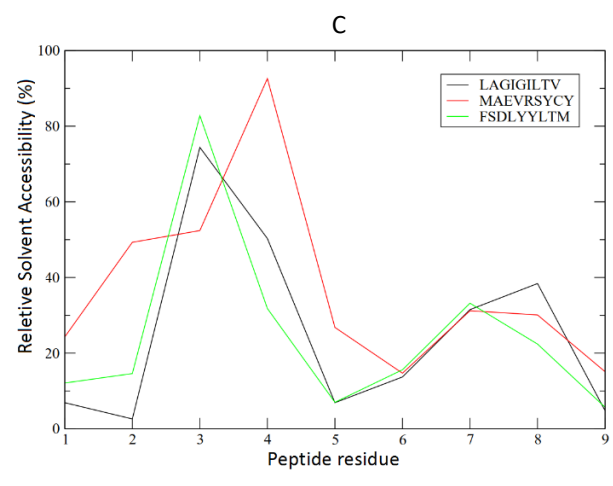 C
Reletive Solvent Accessibility (%)
100
80
60
40
20
0
LAGIGILTV
MAEVRSYCY
FSDLYYLTM
1 2 3 4 5 6 7 8 9
Peptide residue